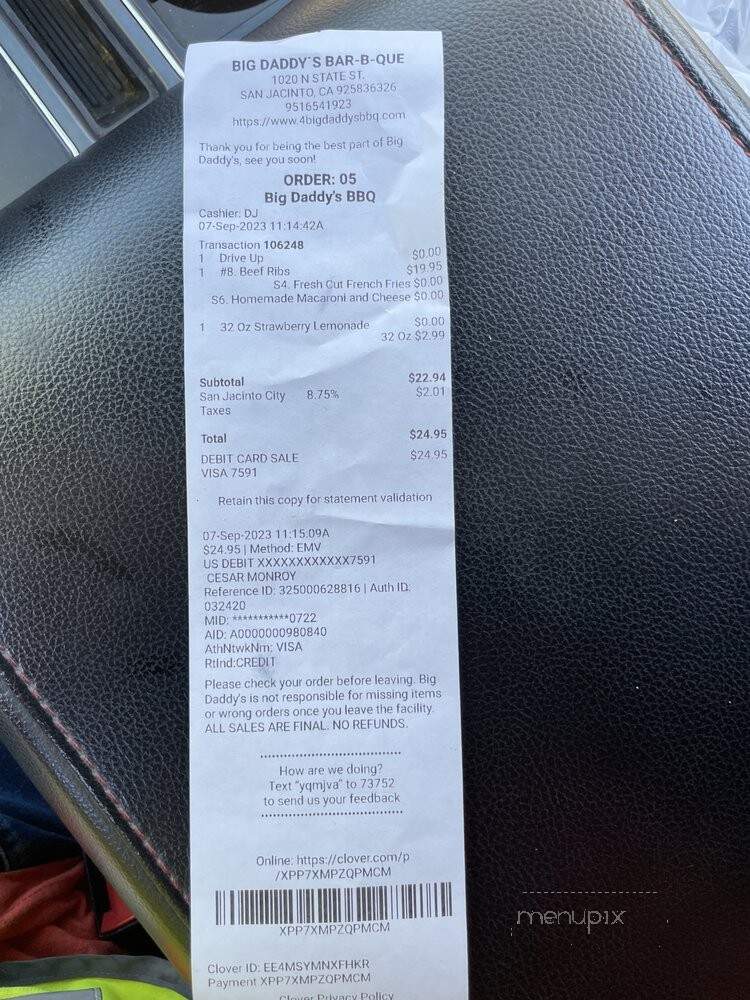 BIG DADDY`S BAR-B-QUE
1020 N STATE ST.
SAN JACINTO, CA 925836326
9516541923
https://www.4bigdaddysbbq.com
Thank you for being the best part of Big
Daddy's, see you soon!
ORDER: 05
Big Daddy's BBQ
Cashier: DJ
07-Sep-2023 11:14:42A
Transaction 106248
1 Drive Up $0.00
1 #8. Beef Ribs $19.95
S4. Fresh Cut French Fries $0.00
S6. Homemade Macaroni and Cheese $0.00
1 32 Oz Strawberry Lemonade $0.00
32 Oz $2.99
Subtotal $22.94
San Jacinto City 8.75% $2.01
Taxes
Total $24.95
DEBIT CARD SALE $24.95
VISA 7591
Retain this copy for statement validation
07-Sep-2023 11:15:09A
$24.95 | Method: EMV
US DEBIT XXXXXXXXXXXX7591
CESAR MONROY
Reference ID: 325000628816 | Auth ID:
032420
MID: ***********0722
AID: A0000000980840
AthNtwkNm: VISA
RtInd:CREDIT
Please check your order before leaving. Big
Daddy's is not responsible for missing items
or wrong orders once you leave the facility.
ALL SALES ARE FINAL. NO REFUNDS.
How are we doing?
Text "yqmjva" to 73752
to send us your feedback
Online: https://clover.com/p
/XPP7XMPZQPMCM
XPP7XMPZQPMCM
Clover ID: EE4MSYMNXFHKR
Payment XPP7XMPZQPMCM
Clover Privacy Policy
menupix